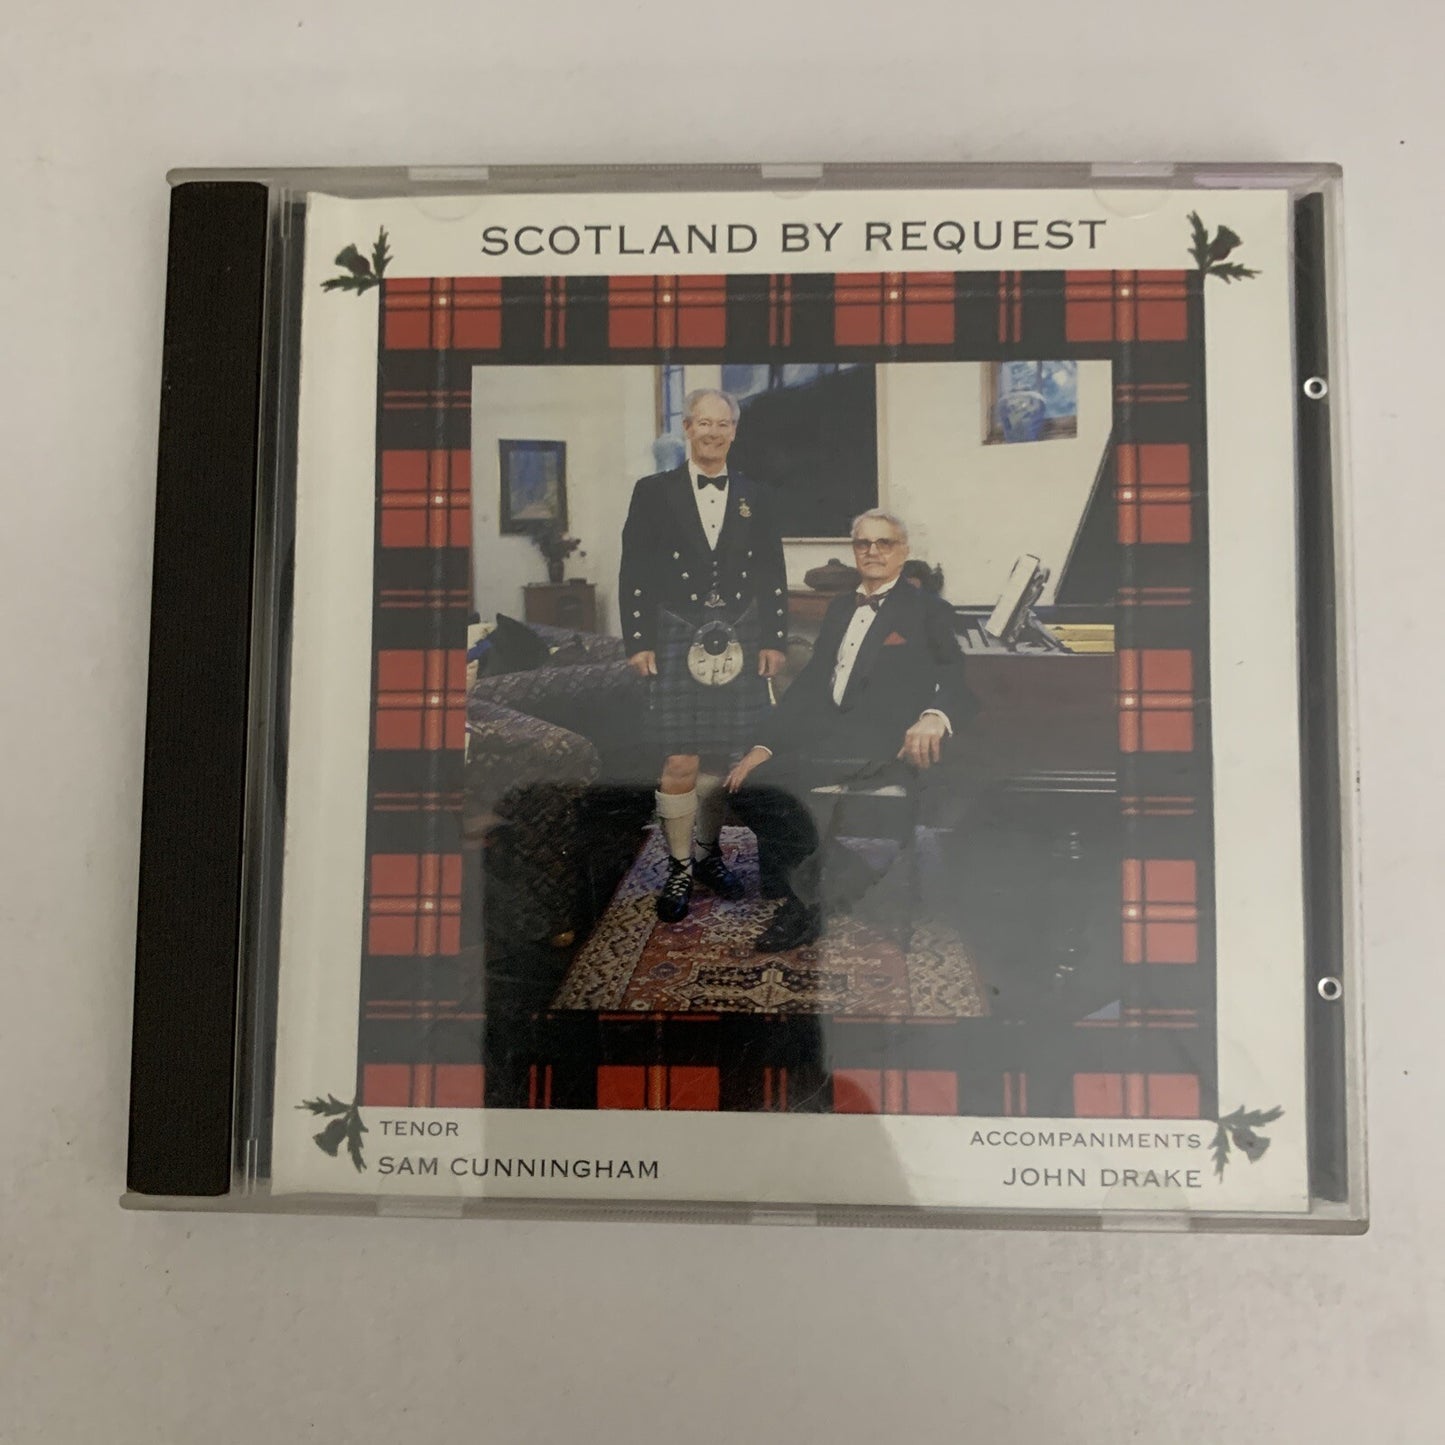 SCOTLAND BY REQUEST
TENOR
SAM CUNNINGHAM
ACCOMPANIMENTS
JOHN DRAKE